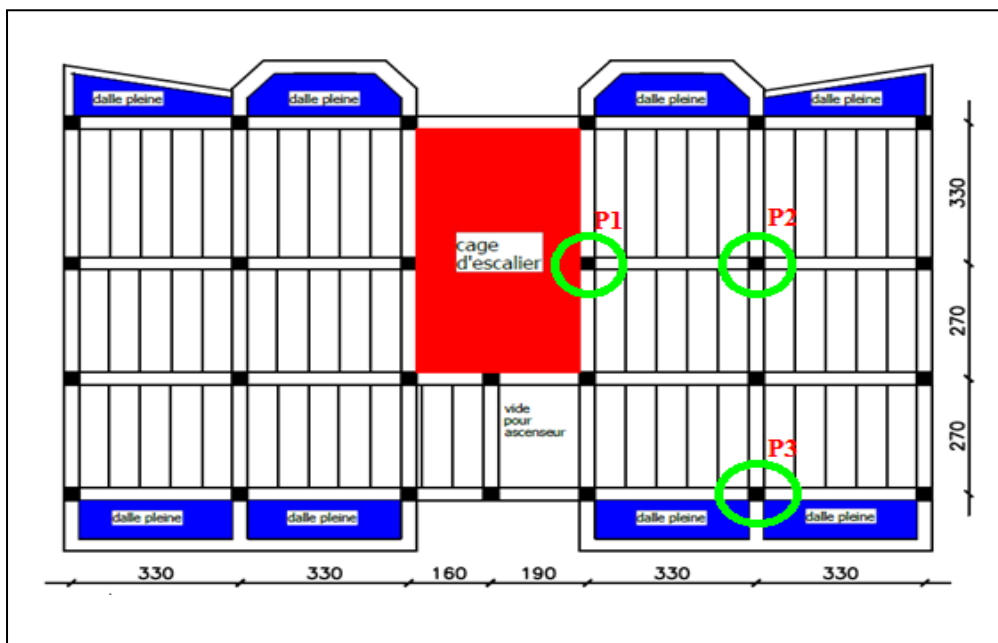 dalle pleine
dalle pleine
dalle pleine
dalle pleine
330
P1
P2
cage
d'escalier
270
vide
pour
ascenseur
270
P3
dalle pleine
dalle pleine
dalle pleine
dalle pleine
330
330
160
190
330
330